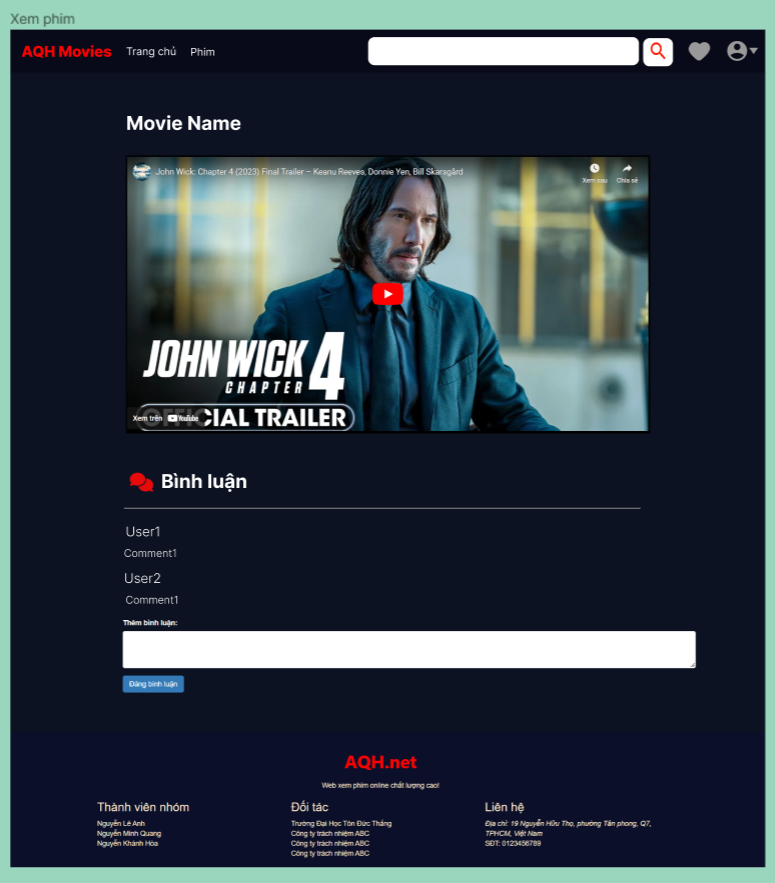 Xem phim
AQH Movies Trang chủ Phim
Movie Name
John Wick: Chapter 4 (2023) Final Trailer – Keanu Reeves, Donnie Yen, Bill Skarsgård
Xem sau Chia sẻ
JOHN WICK 4
CHAPTER
OFFICIAL TRAILER
Xem trên YouTube
Bình luận
User1
Comment1
User2
Comment1
Thêm bình luận:
Đăng bình luận
AQH.net
Web xem phim online chất lượng cao!
Thành viên nhóm
Nguyễn Lê Anh
Nguyễn Minh Quang
Nguyễn Khánh Hòa
Đối tác
Trường Đại Học Tôn Đức Thắng
Công ty trách nhiệm ABC
Công ty trách nhiệm ABC
Công ty trách nhiệm ABC
Liên hệ
Địa chỉ: 19 Nguyễn Hữu Thọ, phường Tân phong, Q7,
TPHCM, Việt Nam
SĐT: 0123456789